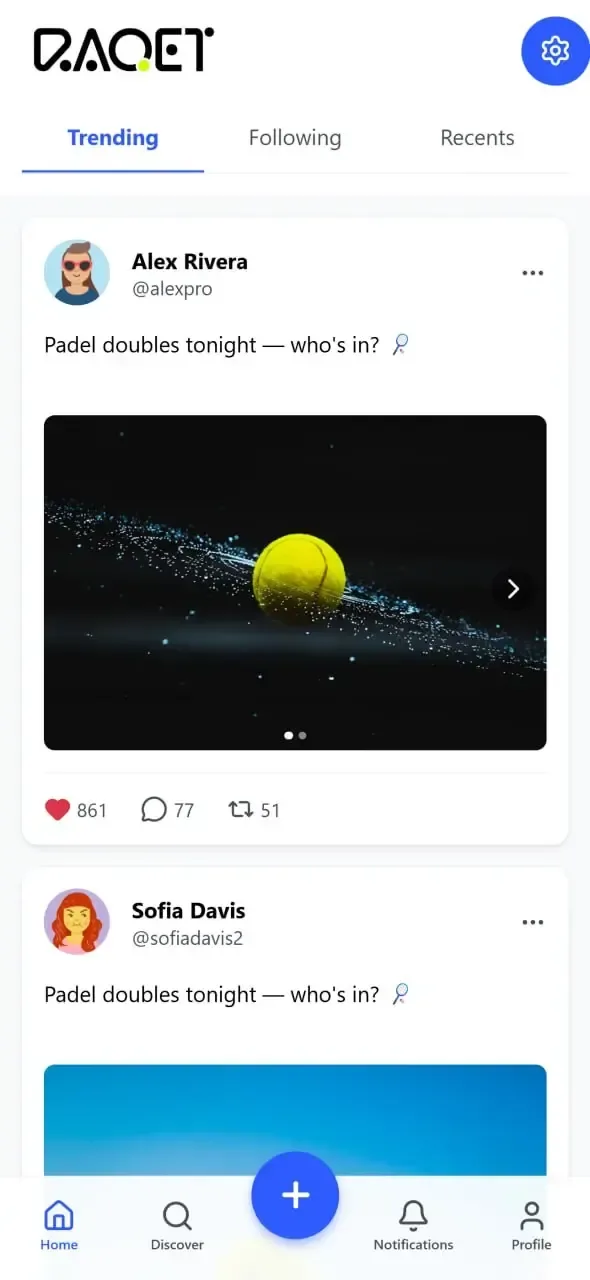 RAQET
Trending Following Recents
Alex Rivera
@alexpro
Padel doubles tonight — who's in?
861 77 51
Sofia Davis
@sofiadavis2
Padel doubles tonight — who's in?
Home Discover Notifications Profile